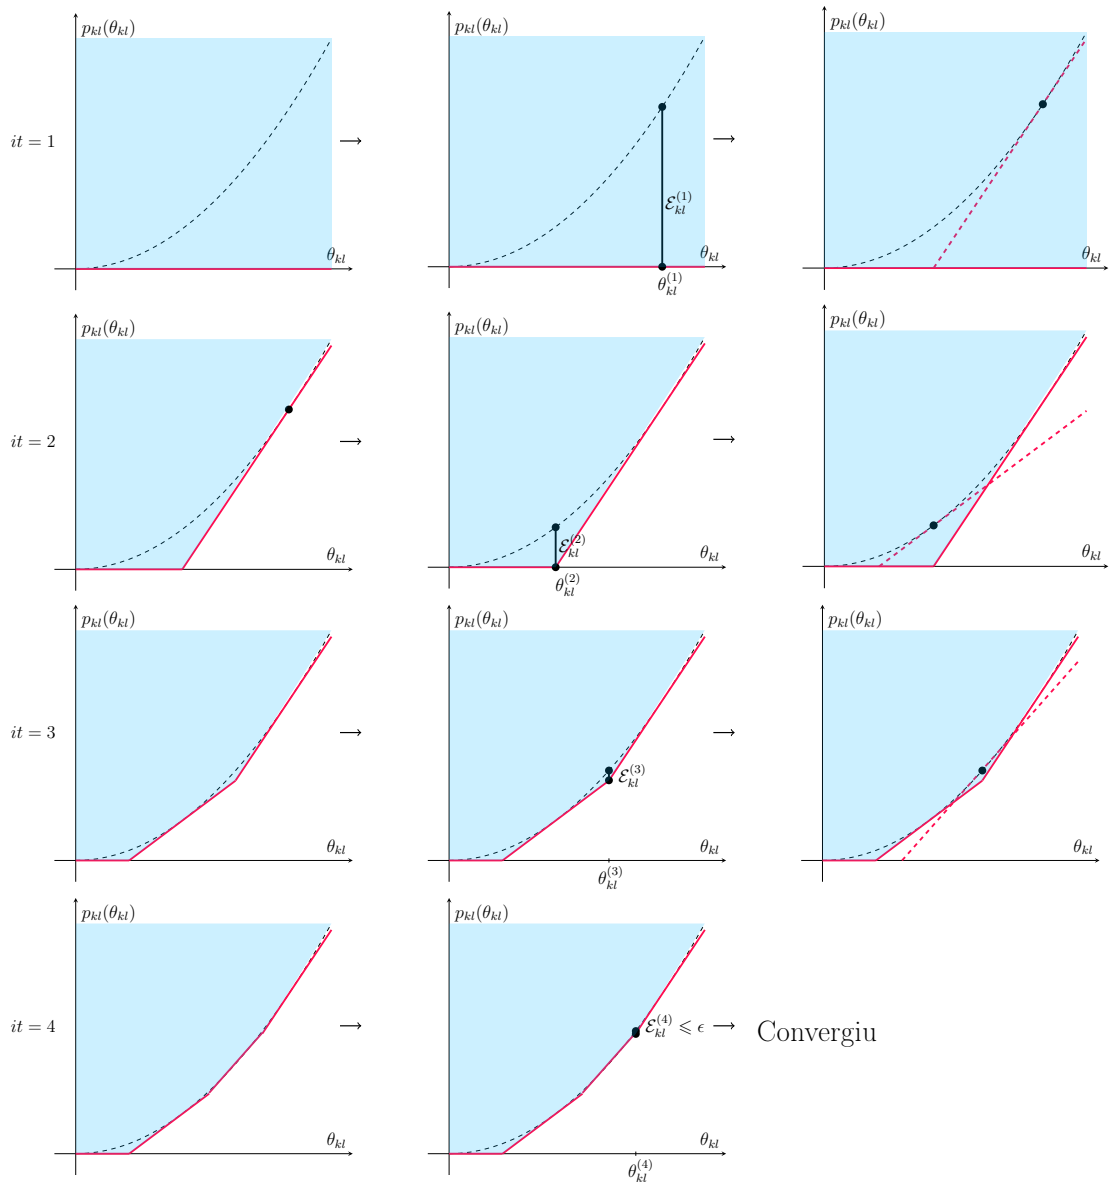 p_{kl}(θ_{kl}) p_{kl}(θ_{kl}) p_{kl}(θ_{kl})
it = 1 → →
ℰ_{kl}^{(1)}
θ_{kl} θ_{kl} θ_{kl}
θ_{kl}^{(1)}
p_{kl}(θ_{kl}) p_{kl}(θ_{kl}) p_{kl}(θ_{kl})
it = 2 → →
ℰ_{kl}^{(2)}
θ_{kl} θ_{kl} θ_{kl}
θ_{kl}^{(2)}
p_{kl}(θ_{kl}) p_{kl}(θ_{kl}) p_{kl}(θ_{kl})
it = 3 → →
ℰ_{kl}^{(3)}
θ_{kl} θ_{kl} θ_{kl}
θ_{kl}^{(3)}
p_{kl}(θ_{kl}) p_{kl}(θ_{kl})
it = 4 → ℰ_{kl}^{(4)} ⩽ ϵ → Convergiu
θ_{kl} θ_{kl}
θ_{kl}^{(4)}